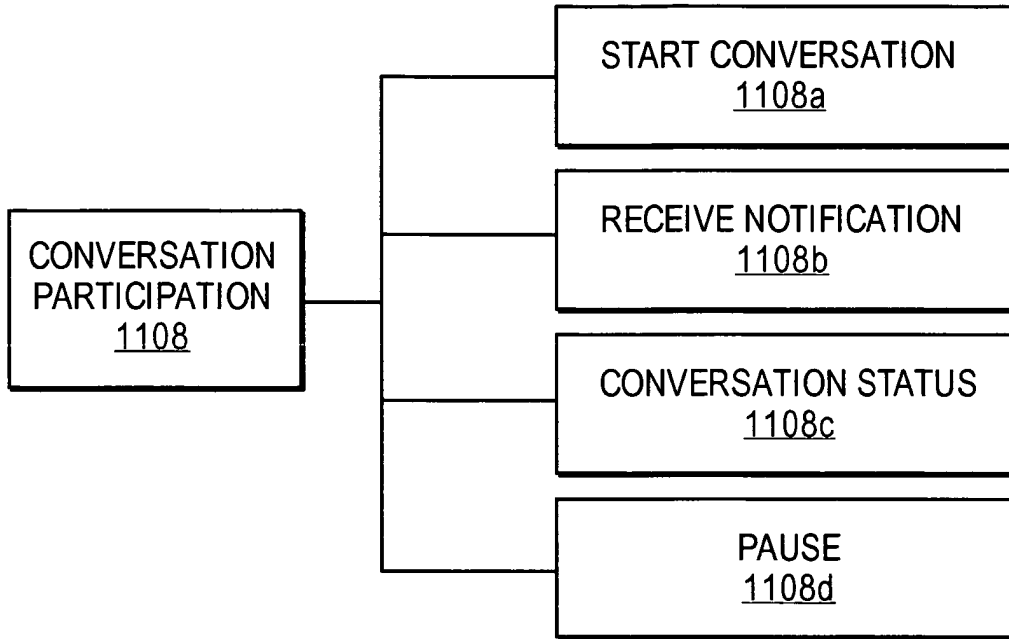 CONVERSATION
PARTICIPATION
1108
START CONVERSATION
1108a
RECEIVE NOTIFICATION
1108b
CONVERSATION STATUS
1108c
PAUSE
1108d